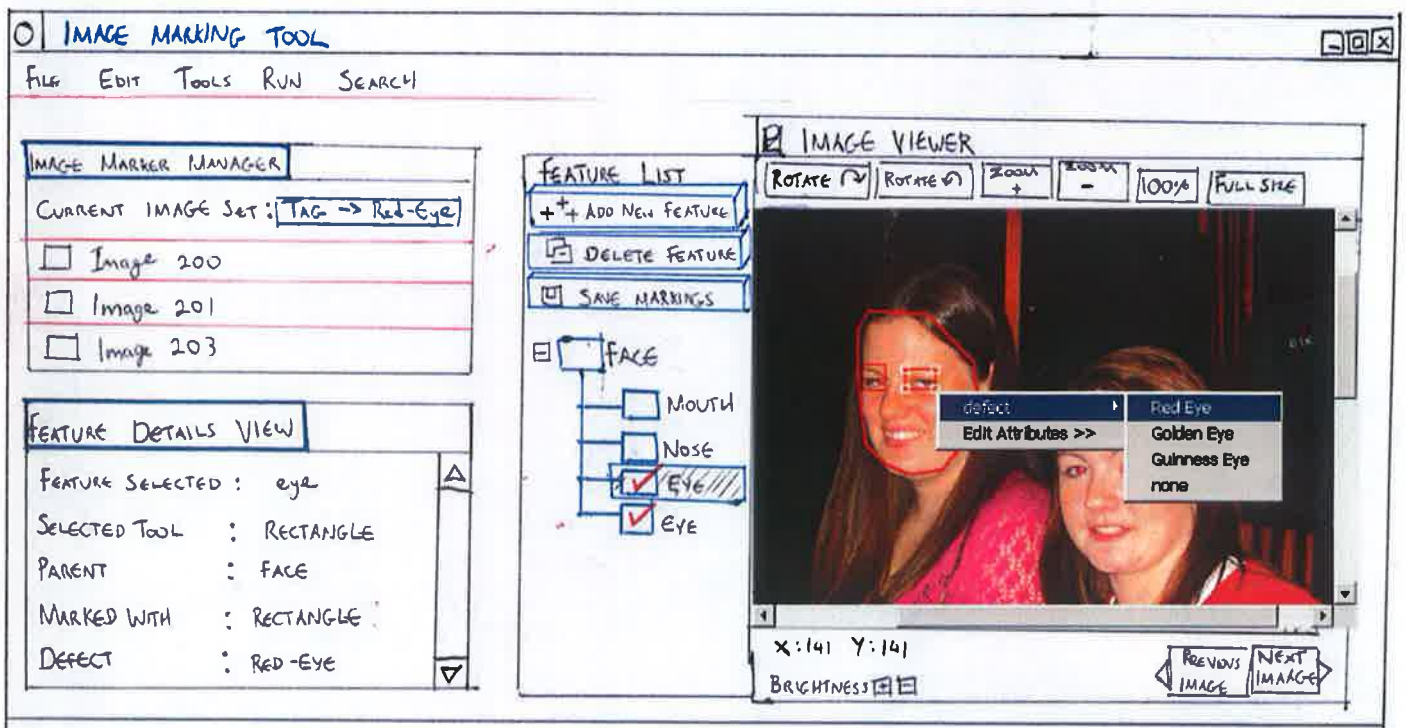 IMAGE MARKING TOOL
FILE EDIT TOOLS RUN SEARCH
IMAGE MARKER MANAGER
CURRENT IMAGE SET: TAG -> Red-Eye
Image 200
Image 201
Image 203
FEATURE DETAILS VIEW
FEATURE SELECTED : eye
SELECTED TOOL : RECTANGLE
PARENT : FACE
MARKED WITH : RECTANGLE
DEFECT : RED-EYE
FEATURE LIST
+++ ADD NEW FEATURE
DELETE FEATURE
SAVE MARKINGS
FACE
MOUTH
NOSE
EYE
EYE
IMAGE VIEWER
ROTATE ROTATE ZOOM + ZOOM - 100% FULL SIZE
defect Red Eye
Edit Attributes >> Golden Eye
Guinness Eye
none
X:141 Y:141
BRIGHTNESS + -
PREVIOUS IMAGE NEXT IMAAGE